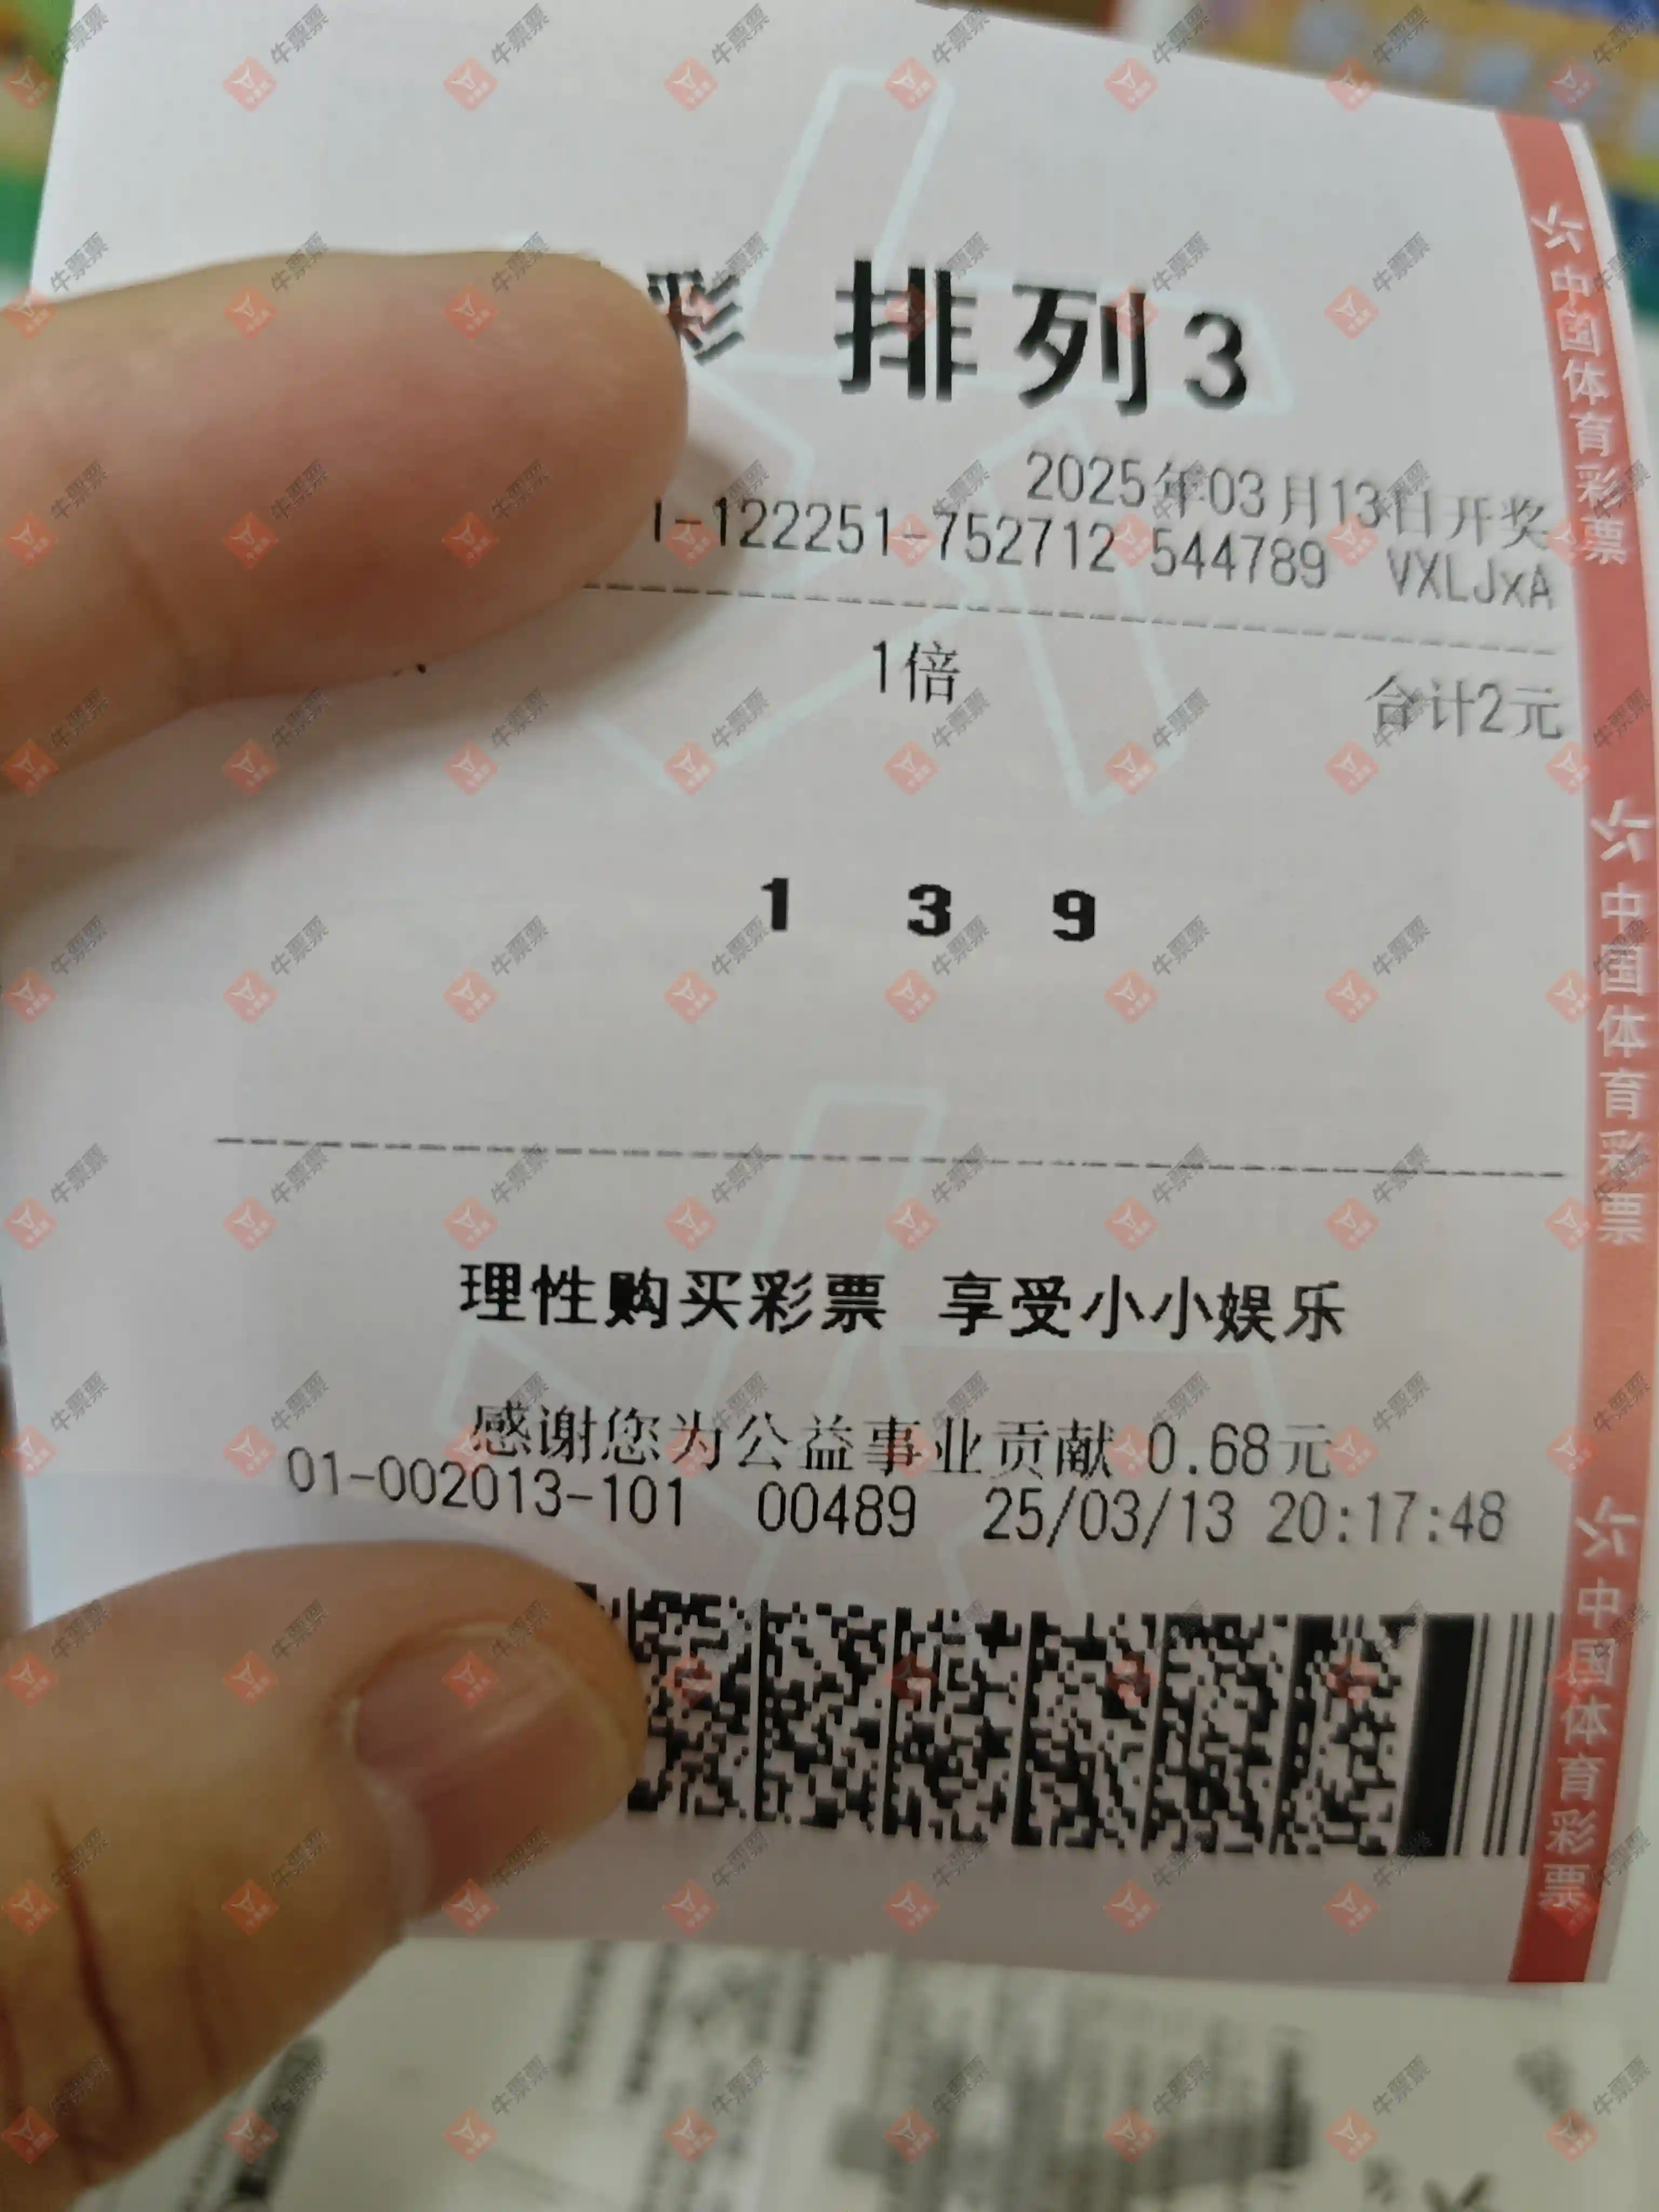 彩 排列3
2025年03月13日开奖
1-122251-752712 544789 VXLJxA
1倍 合计2元
1 3 9
理性购买彩票 享受小小娱乐
感谢您为公益事业贡献 0.68元
01-002013-101 00489 25/03/13 20:17:48
中国体育彩票
中国体育彩票
中国体育彩票
牛票票